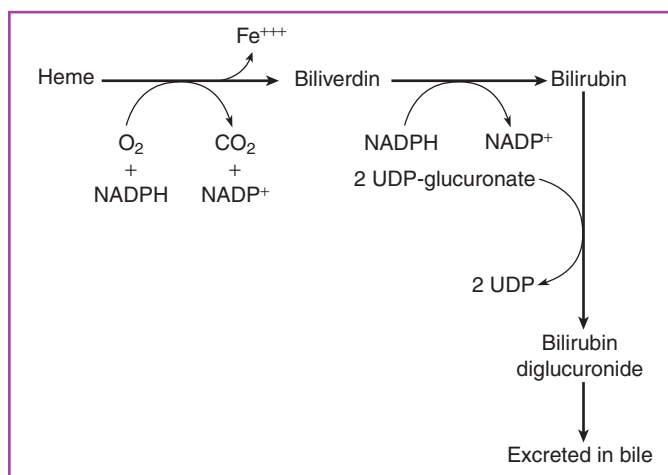 Fe+++
Heme
Biliverdin
Bilirubin
O2
+
NADPH
CO2
+
NADP+
NADPH
NADP+
2 UDP-glucuronate
2 UDP
Bilirubin
diglucuronide
Excreted in bile